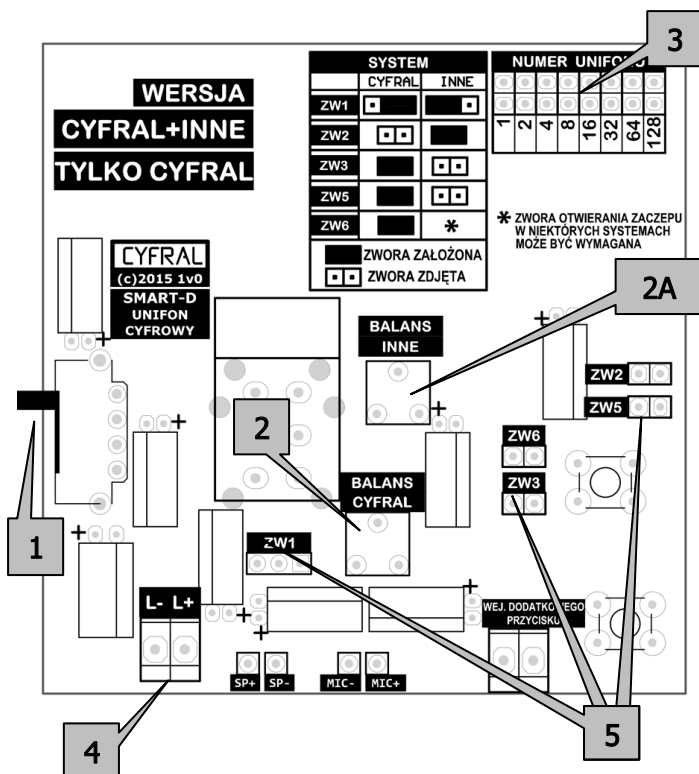 3
WERSJA
CYFRAL+INNE
TYLKO CYFRAL
SYSTEM
CYFRAL INNE
ZW1
ZW2
ZW3
ZW5
ZW6 *
ZWORA ZAŁOŻONA
ZWORA ZDJĘTA
NUMER UNIFONU
1 2 4 8 16 32 64 128
* ZWORA OTWIERANIA ZACZEPU
W NIEKTÓRYCH SYSTEMACH
MOŻE BYĆ WYMAGANA
CYFRAL
(c)2015 1v0
SMART-D
UNIFON
CYFROWY
2A
BALANS
INNE
ZW2
ZW5
ZW6
ZW3
1
2
BALANS
CYFRAL
ZW1
L- L+
WEJ. DODATKOWEGO
PRZYCISKU
SP+ SP- MIC- MIC+
4
5